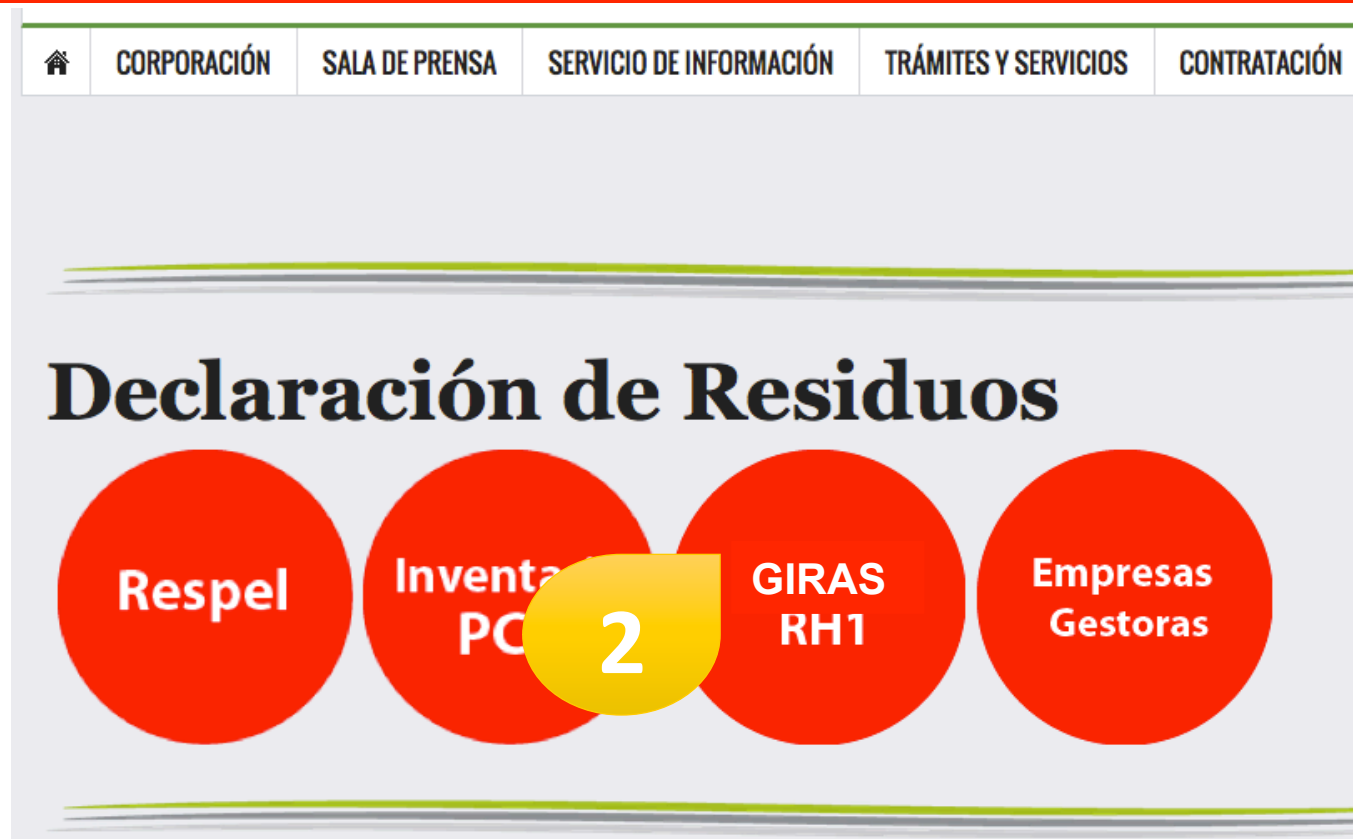 CORPORACIÓN SALA DE PRENSA SERVICIO DE INFORMACIÓN TRÁMITES Y SERVICIOS CONTRATACIÓN
Declaración de Residuos
Respel
2
GIRAS
RH1
Empresas
Gestoras